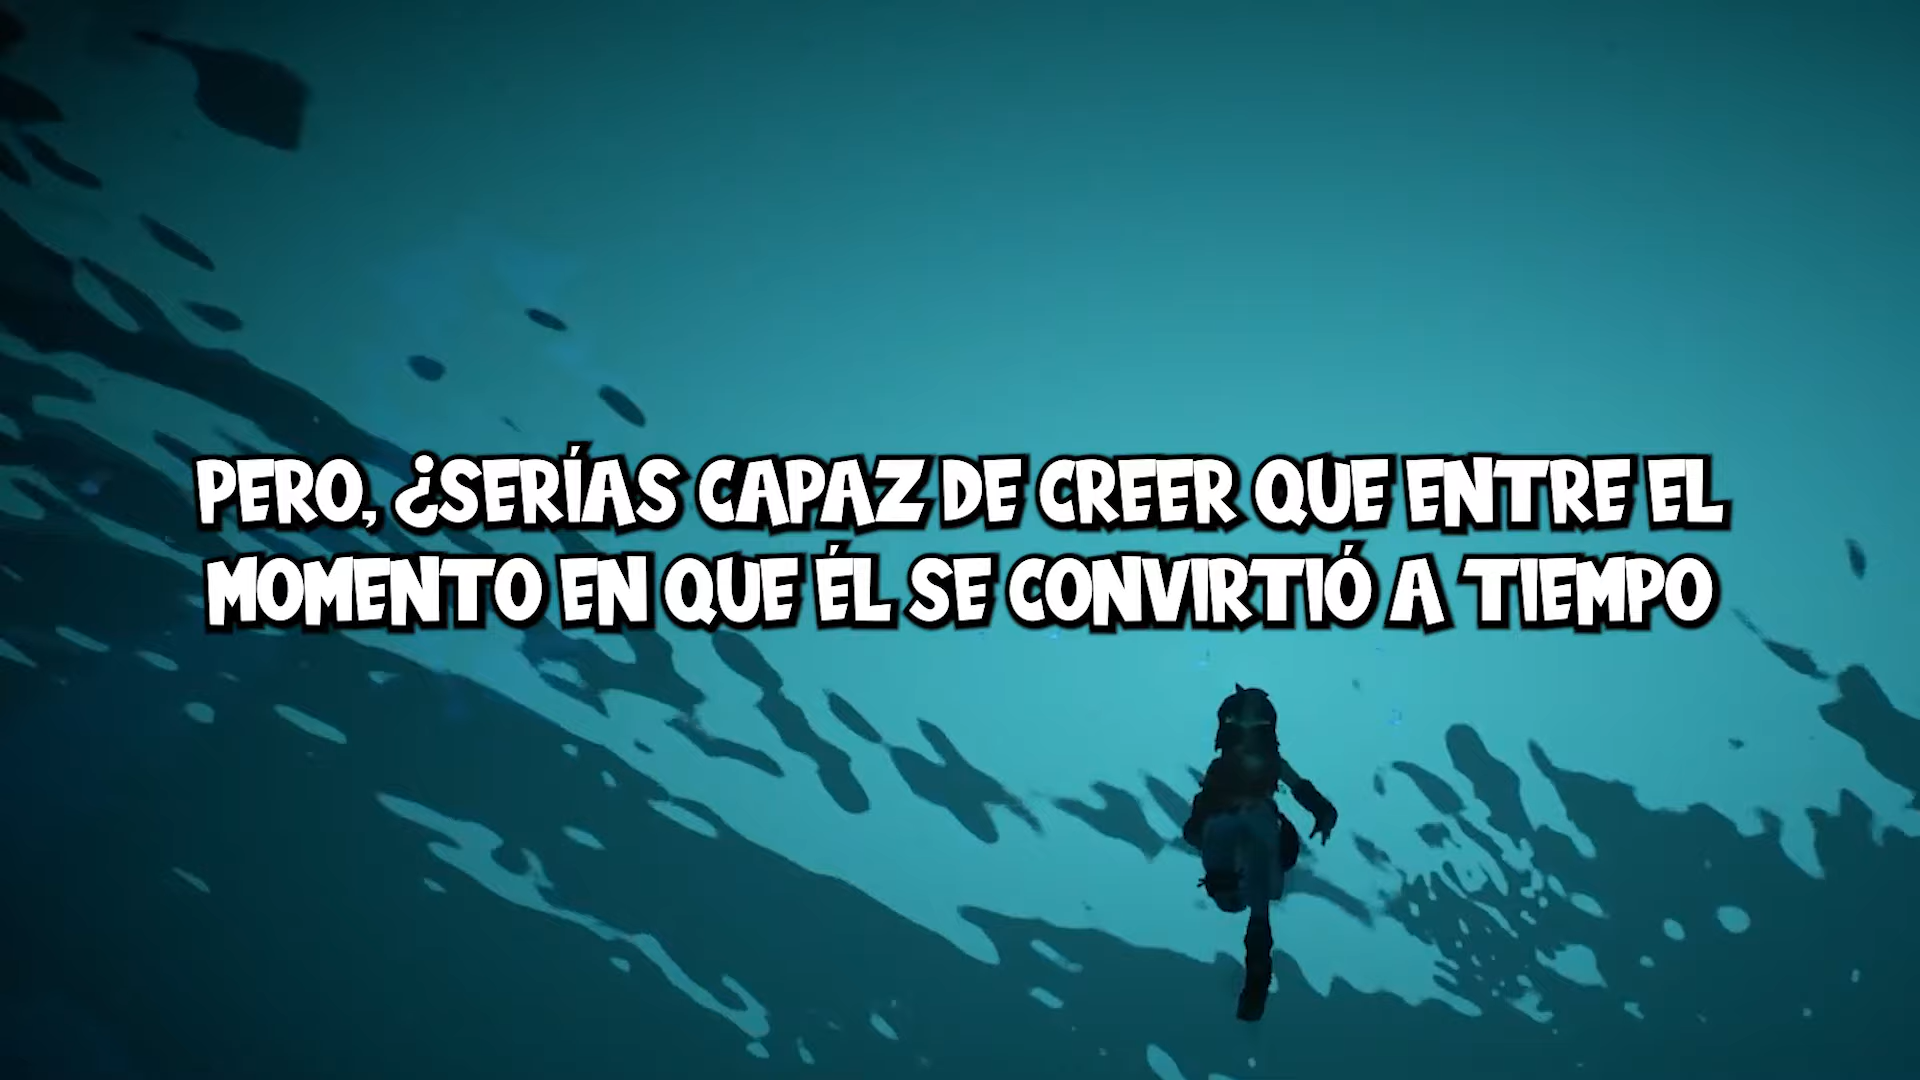 PERO, ¿SERÍAS CAPAZ DE CREER QUE ENTRE EL
MOMENTO EN QUE ÉL SE CONVIRTIÓ A TIEMPO